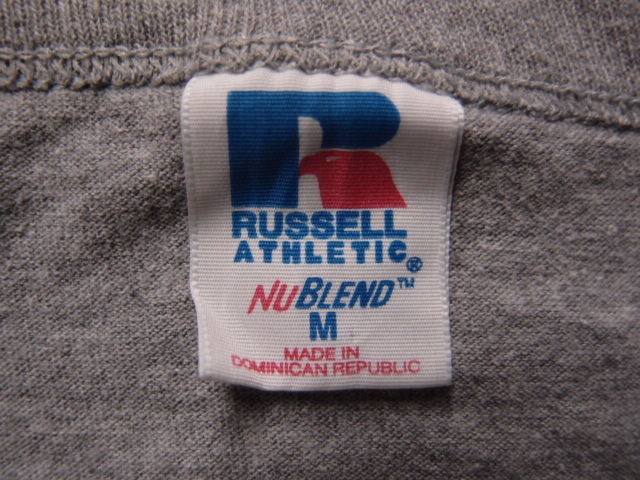 R
RUSSELL
ATHLETIC®
NUBLEND™
M
MADE IN
DOMINICAN REPUBLIC